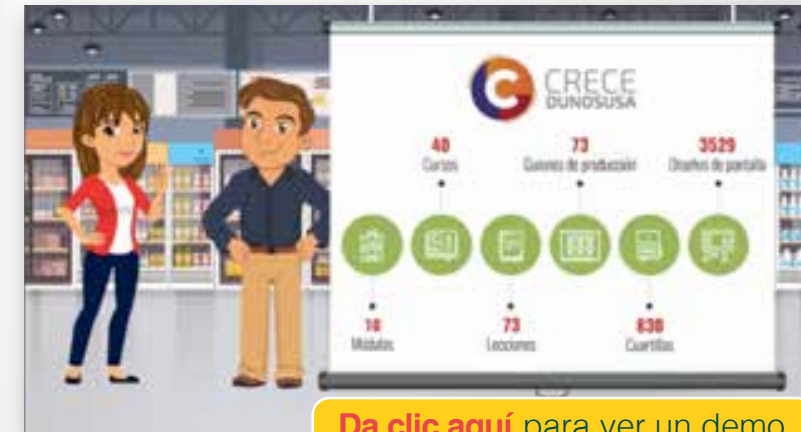 CRECE
DUNOSUSA
40
Cursos
73
Guiones de producción
3529
Diseños de pantalla
10
Módulos
73
Lecciones
830
Cuartillas
Da clic aquí para ver un demo